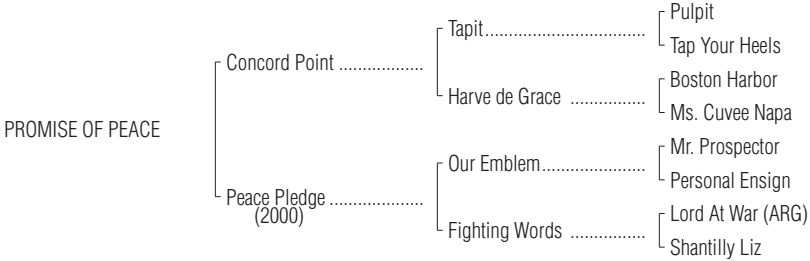 Pulpit
Tapit.................................
Tap Your Heels
Concord Point ..................
Boston Harbor
Harve de Grace ................
Ms. Cuvee Napa
PROMISE OF PEACE
Mr. Prospector
Our Emblem......................
Personal Ensign
Peace Pledge ....................
(2000)
Lord At War (ARG)
Fighting Words ................
Shantilly Liz